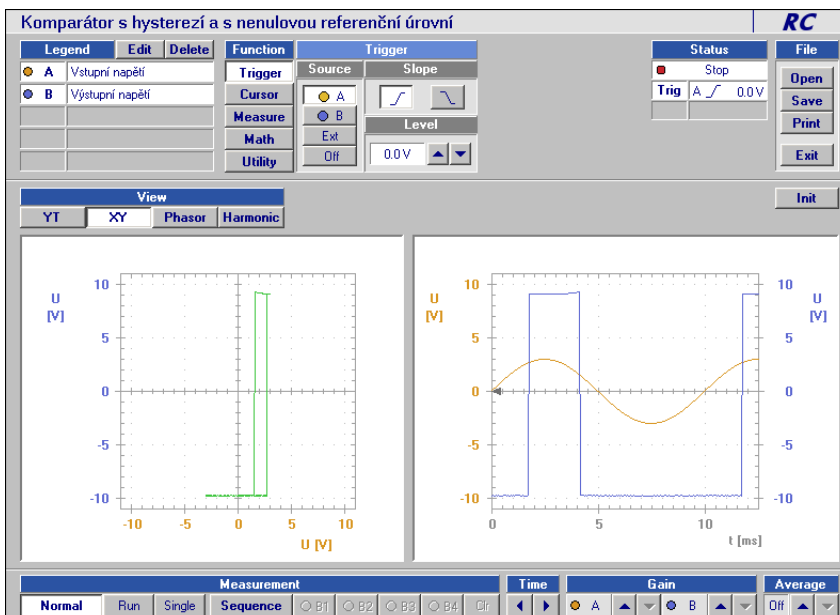 Komparátor s hysterezí a s nenulovou referenční úrovní
RC
Legend Edit Delete
A Vstupní napětí
B Výstupní napětí
Function
Trigger
Cursor
Measure
Math
Utility
Trigger
Source
A
B
Ext
Off
Slope
Level
0.0 V
Status
Stop
Trig A 0.0 V
File
Open
Save
Print
Exit
View
YT XY Phasor Harmonic
Init
U
[V]
10
5
0
-5
-10
-10 -5 0 5 10
U [V]
U
[V]
10
5
0
-5
-10
0 5 10
t [ms]
10
5
0
-5
-10
U
[V]
Measurement
Normal Run Single Sequence B1 B2 B3 B4 Clr
Time
Gain
A B
Average
Off